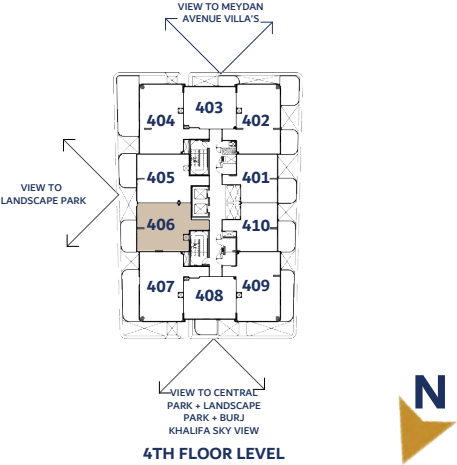 VIEW TO MEYDAN
AVENUE VILLA'S
403
404
402
405
401
VIEW TO
LANDSCAPE PARK
406
410
407
409
408
VIEW TO CENTRAL
PARK + LANDSCAPE
PARK + BURJ
KHALIFA SKY VIEW
4TH FLOOR LEVEL
N